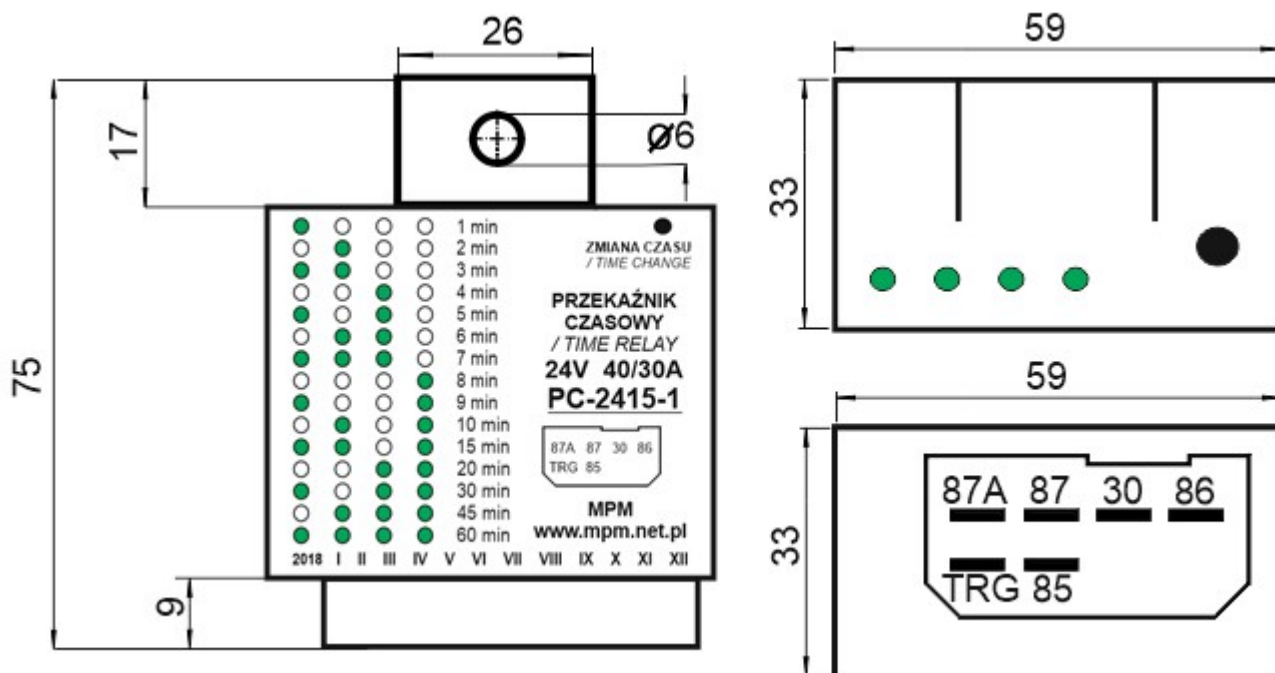 26
17
Ø6
75
9
1 min
2 min
3 min
4 min
5 min
6 min
7 min
8 min
9 min
10 min
15 min
20 min
30 min
45 min
60 min
ZMIANA CZASU
/ TIME CHANGE
PRZEKAŹNIK
CZASOWY
/ TIME RELAY
24V 40/30A
PC-2415-1
87A 87 30 86
TRG 85
MPM
www.mpm.net.pl
2018 I II III IV V VI VII VIII IX X XI XII
59
33
59
33
87A 87 30 86
TRG 85